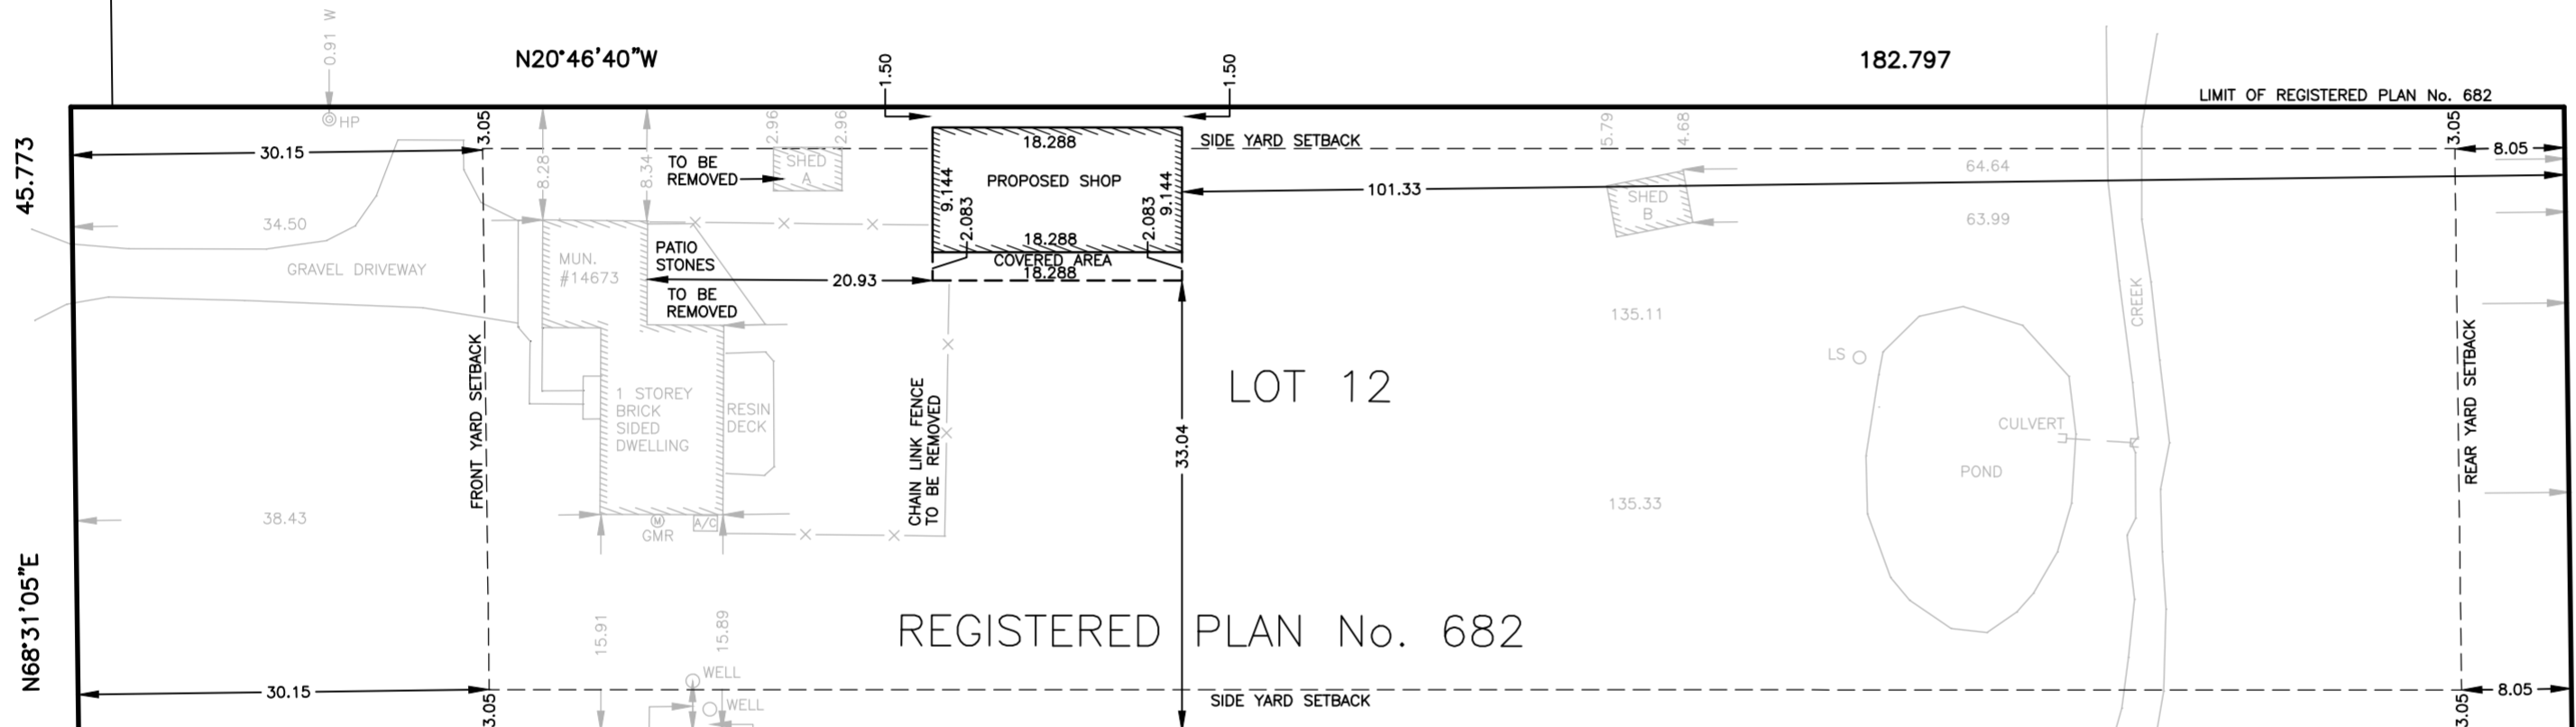 0.91 W
N20°46'40"W
1.50
1.50
182.797
LIMIT OF REGISTERED PLAN No. 682
45.773
HP
3.05
30.15
8.28
8.34
2.96
2.96
TO BE
REMOVED
SHED
A
18.288
PROPOSED SHOP
9.144
9.144
2.083
2.083
18.288
COVERED AREA
18.288
SIDE YARD SETBACK
5.79
4.68
3.05
8.05
64.64
101.33
SHED
B
63.99
34.50
GRAVEL DRIVEWAY
MUN.
#14673
PATIO
STONES
20.93
TO BE
REMOVED
135.11
CREEK
FRONT YARD SETBACK
1 STOREY
BRICK
SIDED
DWELLING
RESIN
DECK
CHAIN LINK FENCE
TO BE REMOVED
LOT 12
33.04
LS
CULVERT
POND
REAR YARD SETBACK
135.33
38.43
M
A/C
GMR
N68°31'05"E
15.91
15.89
REGISTERED PLAN No. 682
WELL
WELL
30.15
3.05
SIDE YARD SETBACK
8.05
3.05